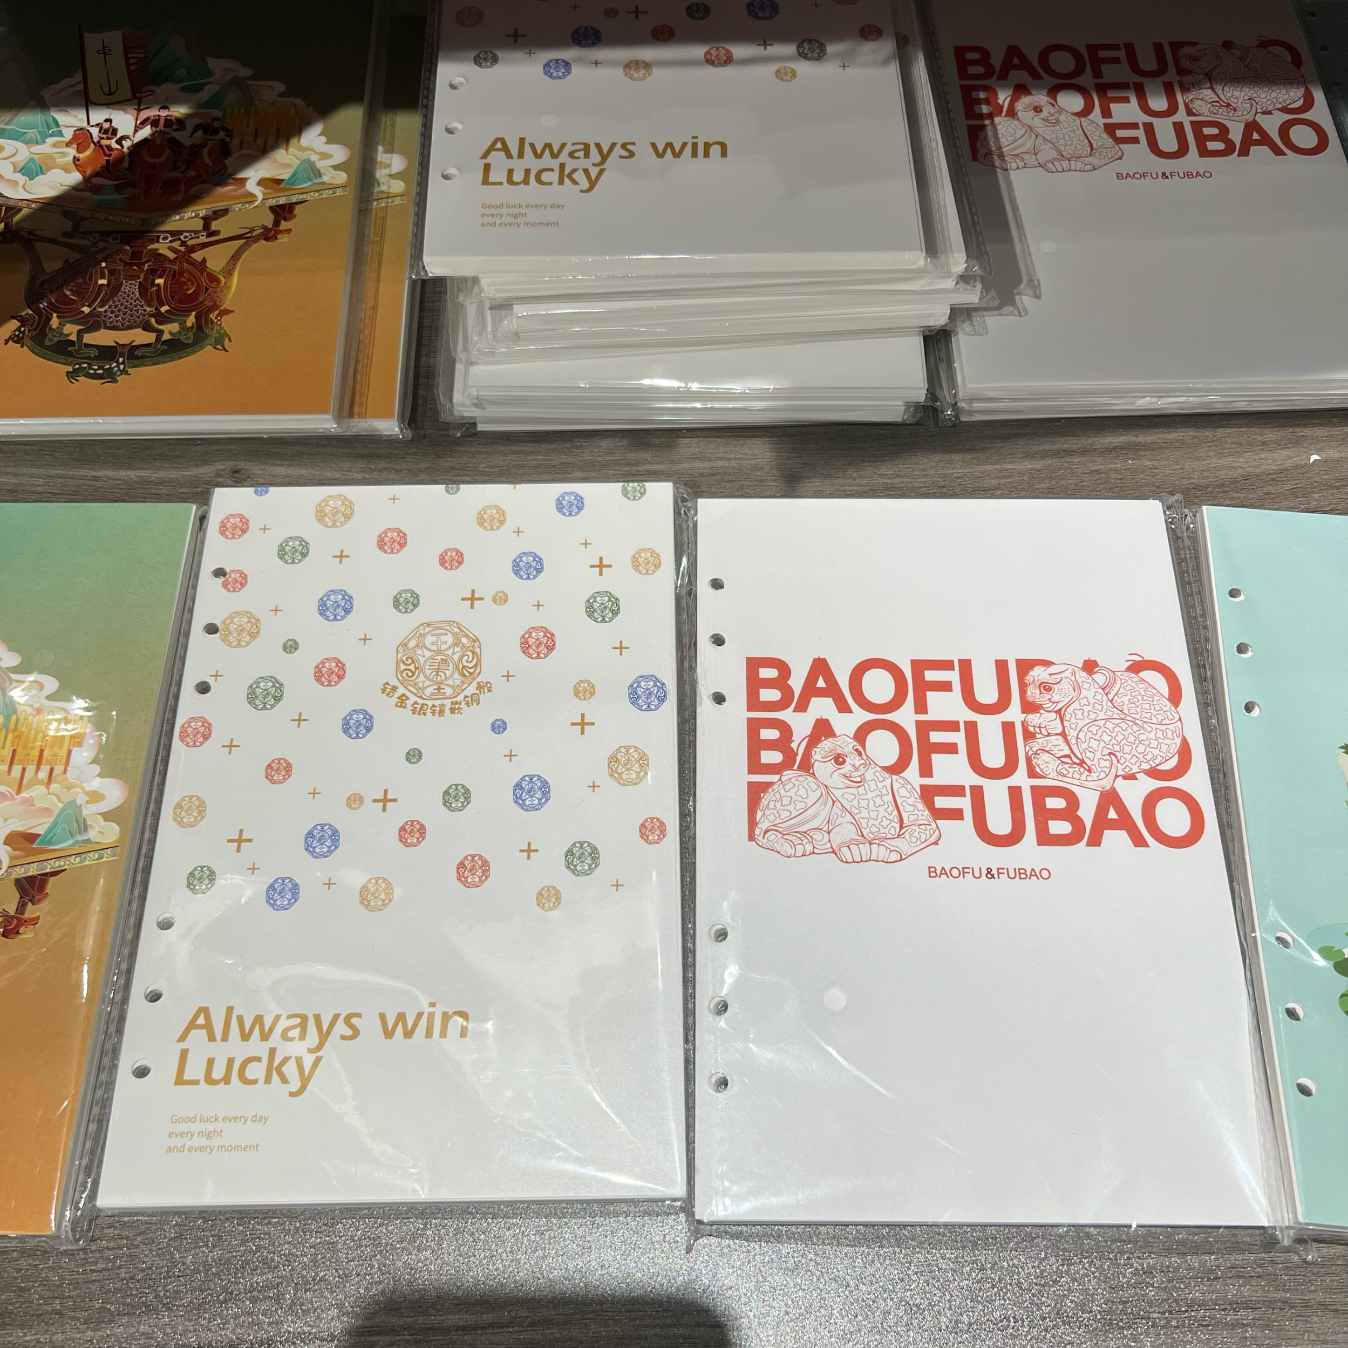 Always win
Lucky
Good luck every day
every night
and every moment
BAOFUBAO
BAOFUBAO
FUBAO
BAOFU&FUBAO
错金银镶嵌铜骰
Always win
Lucky
Good luck every day
every night
and every moment
BAOFUBAO
BAOFUBAO
FUBAO
BAOFU&FUBAO